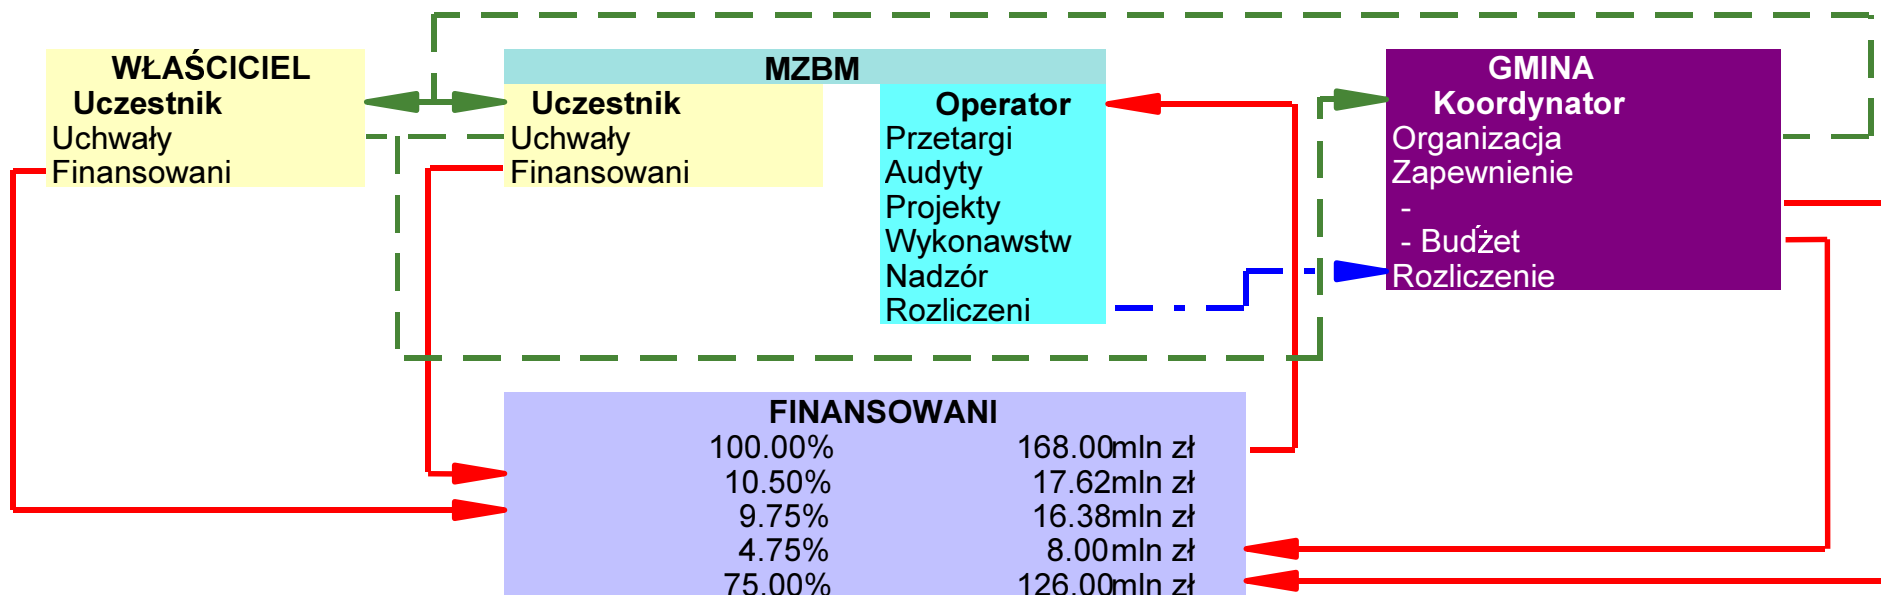 WŁAŚCICIEL
Uczestnik
Uchwały
Finansowani
MZBM
Uczestnik
Uchwały
Finansowani
Operator
Przetargi
Audyty
Projekty
Wykonawstw
Nadzór
Rozliczeni
GMINA
Koordynator
Organizacja
Zapewnienie
-
- Budżet
Rozliczenie
FINANSOWANI
100.00% 168.00mln zł
10.50% 17.62mln zł
9.75% 16.38mln zł
4.75% 8.00mln zł
75.00% 126.00mln zł